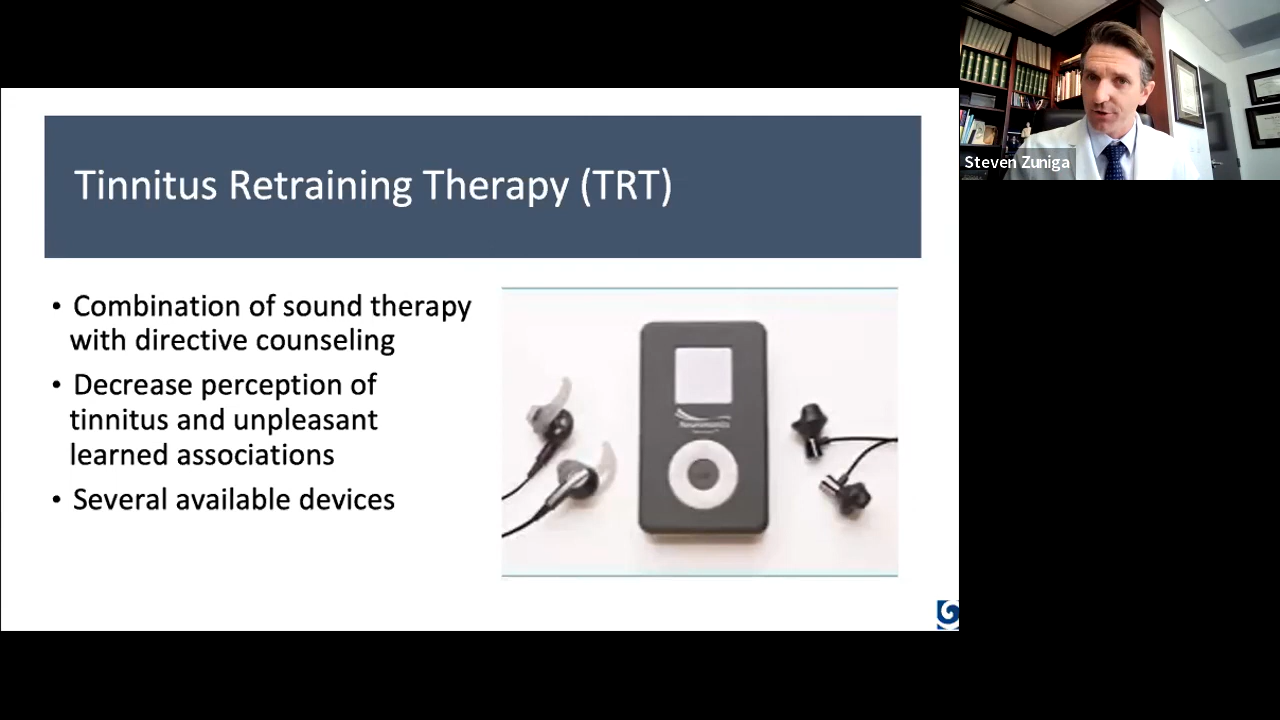 Tinnitus Retraining Therapy (TRT)
• Combination of sound therapy
with directive counseling
• Decrease perception of
tinnitus and unpleasant
learned associations
• Several available devices
Neuromonics
Steven Zuniga